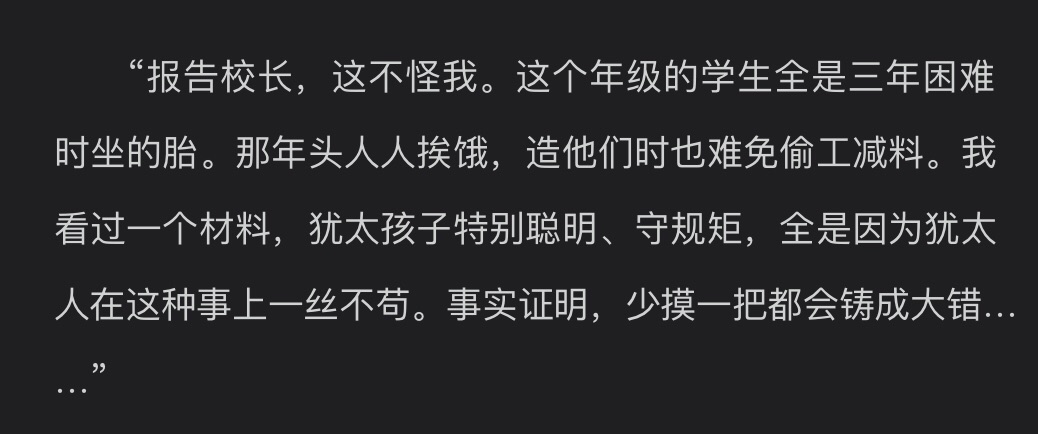 “报告校长，这不怪我。这个年级的学生全是三年困难
时坐的胎。那年头人人挨饿，造他们时也难免偷工减料。我
看过一个材料，犹太孩子特别聪明、守规矩，全是因为犹太
人在这种事上一丝不苟。事实证明，少摸一把都会铸成大错…
…”